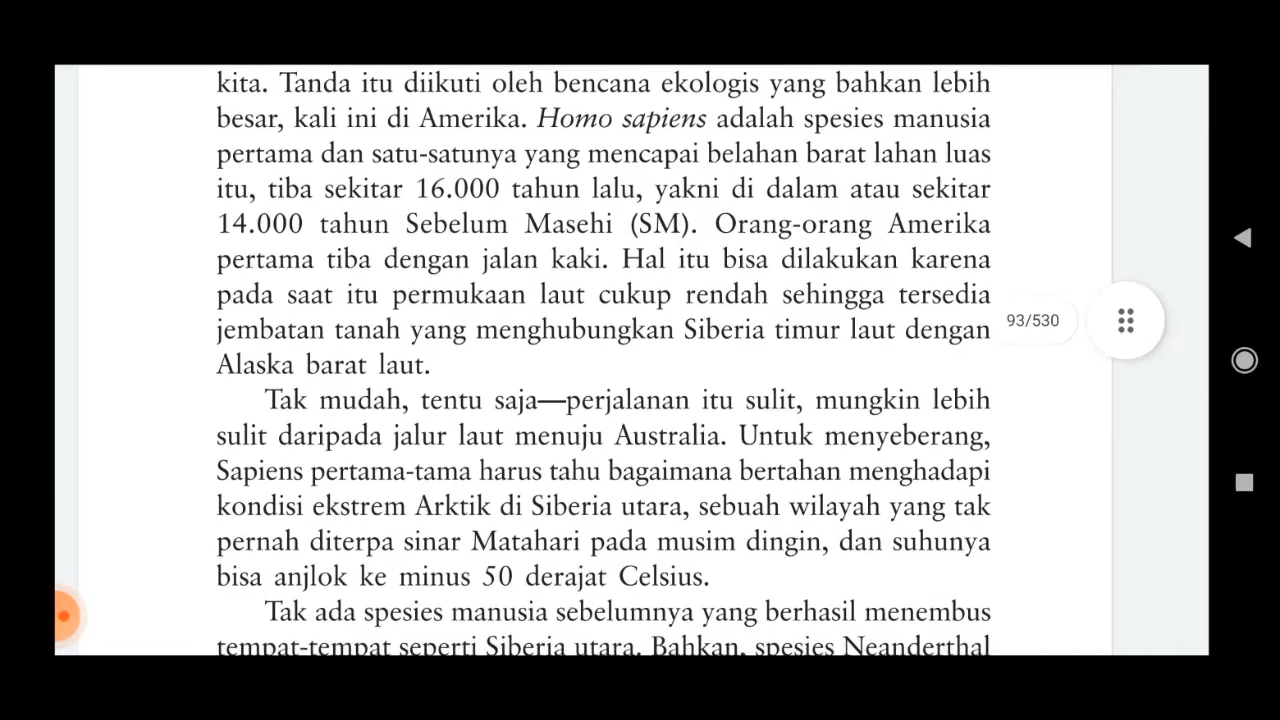 kita. Tanda itu diikuti oleh bencana ekologis yang bahkan lebih
besar, kali ini di Amerika. Homo sapiens adalah spesies manusia
pertama dan satu-satunya yang mencapai belahan barat lahan luas
itu, tiba sekitar 16.000 tahun lalu, yakni di dalam atau sekitar
14.000 tahun Sebelum Masehi (SM). Orang-orang Amerika
pertama tiba dengan jalan kaki. Hal itu bisa dilakukan karena
pada saat itu permukaan laut cukup rendah sehingga tersedia
jembatan tanah yang menghubungkan Siberia timur laut dengan
Alaska barat laut.
93/530
Tak mudah, tentu saja—perjalanan itu sulit, mungkin lebih
sulit daripada jalur laut menuju Australia. Untuk menyeberang,
Sapiens pertama-tama harus tahu bagaimana bertahan menghadapi
kondisi ekstrem Arktik di Siberia utara, sebuah wilayah yang tak
pernah diterpa sinar Matahari pada musim dingin, dan suhunya
bisa anjlok ke minus 50 derajat Celsius.
Tak ada spesies manusia sebelumnya yang berhasil menembus
tempat-tempat seperti Siberia utara. Bahkan, spesies Neanderthal